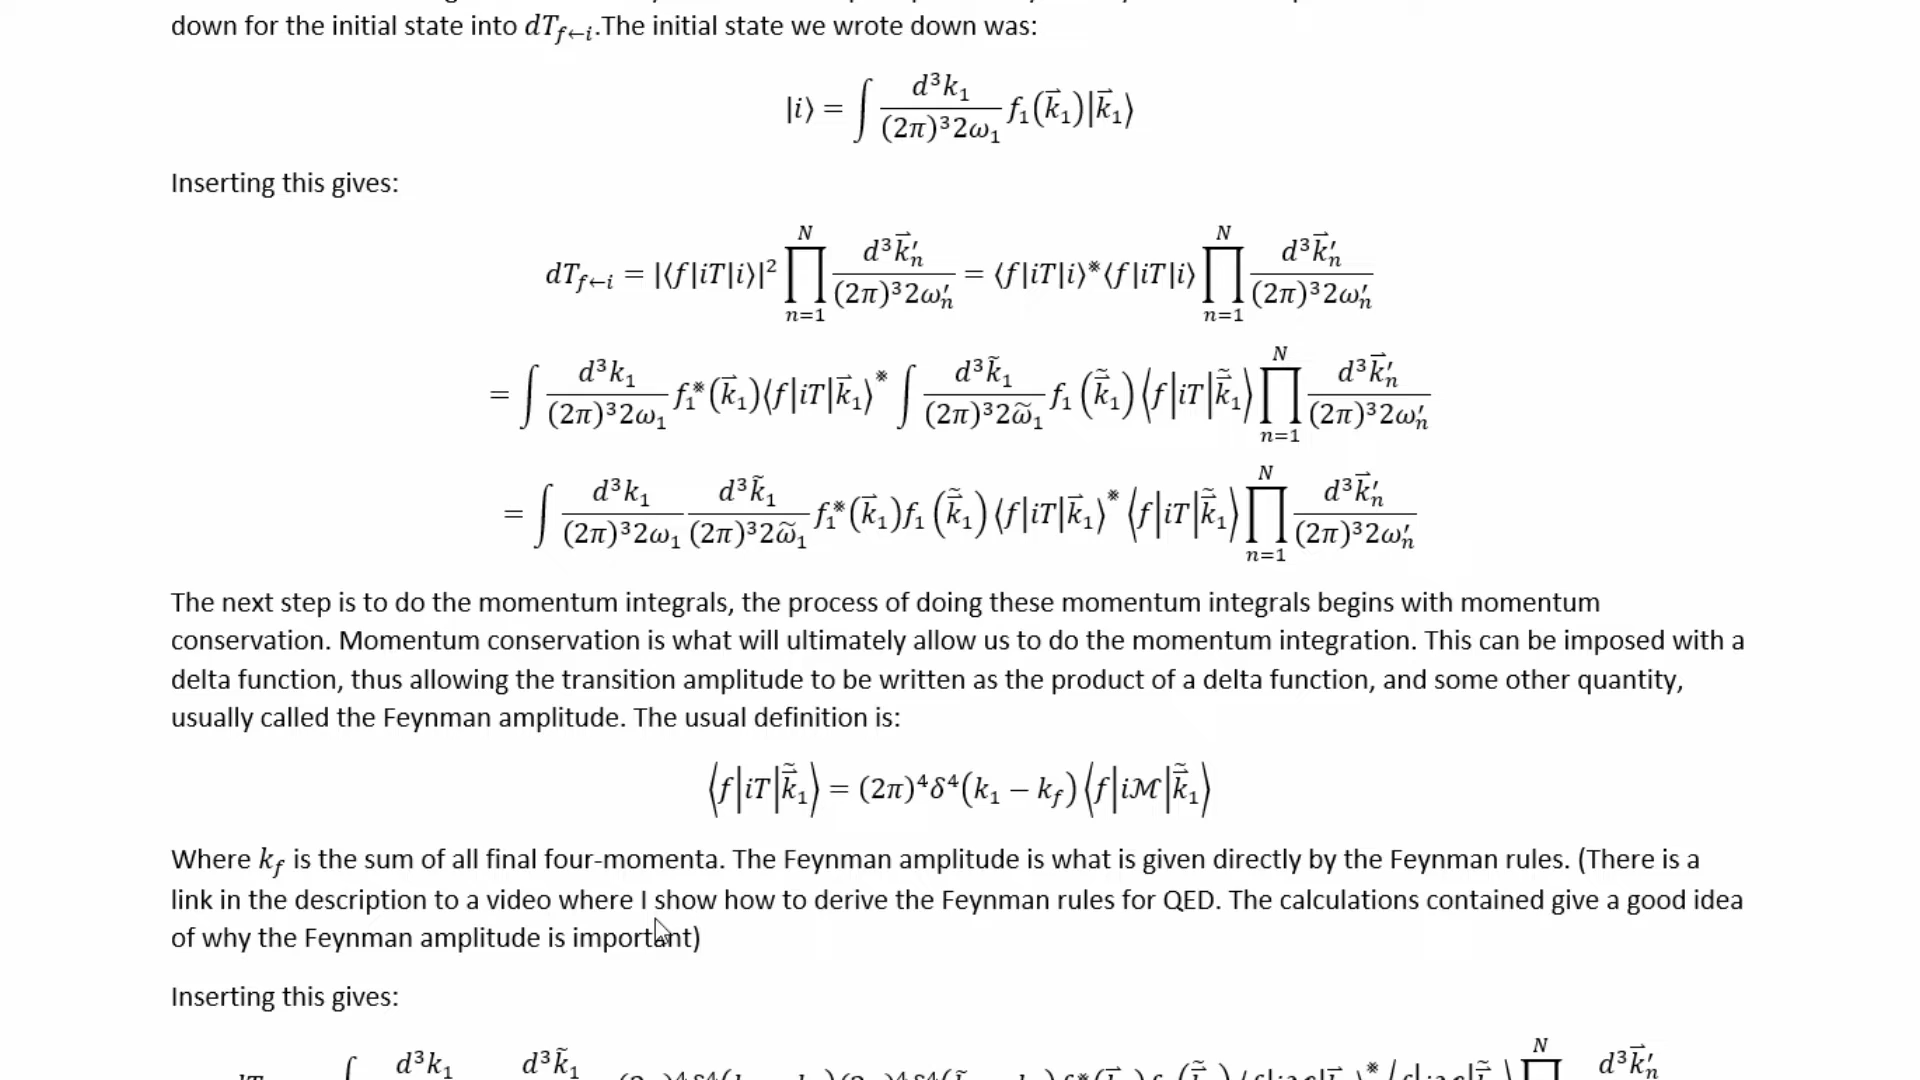 down for the initial state into dT_{f←i}.The initial state we wrote down was:
|i⟩ = ∫ d³k₁/((2π)³2ω₁) f₁(k⃗₁)|k⃗₁⟩
Inserting this gives:
dT_{f←i} = |⟨f|iT|i⟩|² ∏_{n=1}^{N} d³k⃗′ₙ/((2π)³2ω′ₙ) = ⟨f|iT|i⟩*⟨f|iT|i⟩ ∏_{n=1}^{N} d³k⃗′ₙ/((2π)³2ω′ₙ)
= ∫ d³k₁/((2π)³2ω₁) f₁*(k⃗₁)⟨f|iT|k⃗₁⟩* ∫ d³k̃₁/((2π)³2ω̃₁) f₁(k⃗̃₁)⟨f|iT|k⃗̃₁⟩ ∏_{n=1}^{N} d³k⃗′ₙ/((2π)³2ω′ₙ)
= ∫ d³k₁/((2π)³2ω₁) d³k̃₁/((2π)³2ω̃₁) f₁*(k⃗₁)f₁(k⃗̃₁)⟨f|iT|k⃗₁⟩*⟨f|iT|k⃗̃₁⟩ ∏_{n=1}^{N} d³k⃗′ₙ/((2π)³2ω′ₙ)
The next step is to do the momentum integrals, the process of doing these momentum integrals begins with momentum
conservation. Momentum conservation is what will ultimately allow us to do the momentum integration. This can be imposed with a
delta function, thus allowing the transition amplitude to be written as the product of a delta function, and some other quantity,
usually called the Feynman amplitude. The usual definition is:
⟨f|iT|k⃗̃₁⟩ = (2π)⁴δ⁴(k₁ − k_f)⟨f|iℳ|k⃗̃₁⟩
Where k_f is the sum of all final four-momenta. The Feynman amplitude is what is given directly by the Feynman rules. (There is a
link in the description to a video where I show how to derive the Feynman rules for QED. The calculations contained give a good idea
of why the Feynman amplitude is important)
Inserting this gives:
d³k₁ d³k̃₁ N d³k⃗′ₙ